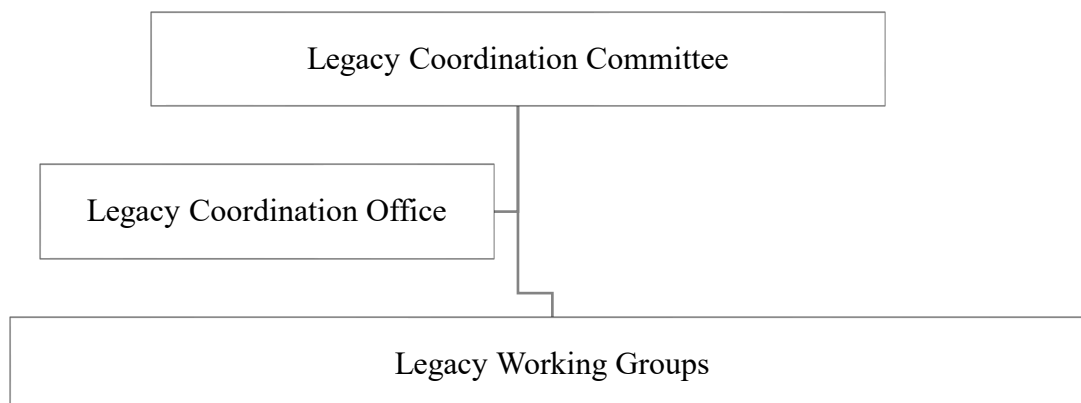 Legacy Coordination Committee
Legacy Coordination Office
Legacy Working Groups